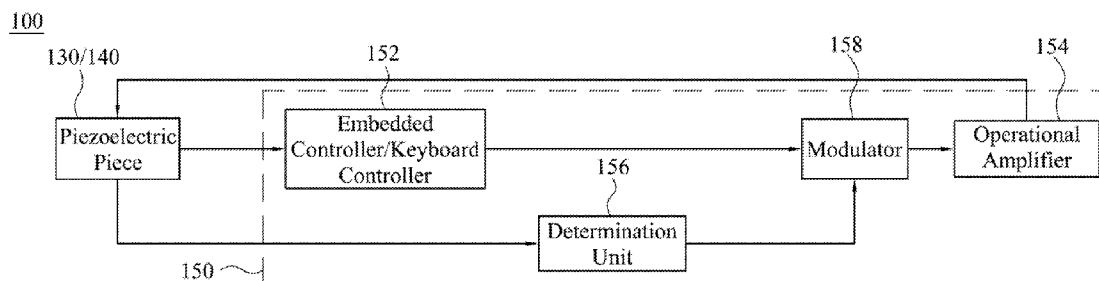 100
130/140
152
158
154
Piezoelectric
Piece
Embedded
Controller/Keyboard
Controller
Modulator
Operational
Amplifier
156
Determination
Unit
150